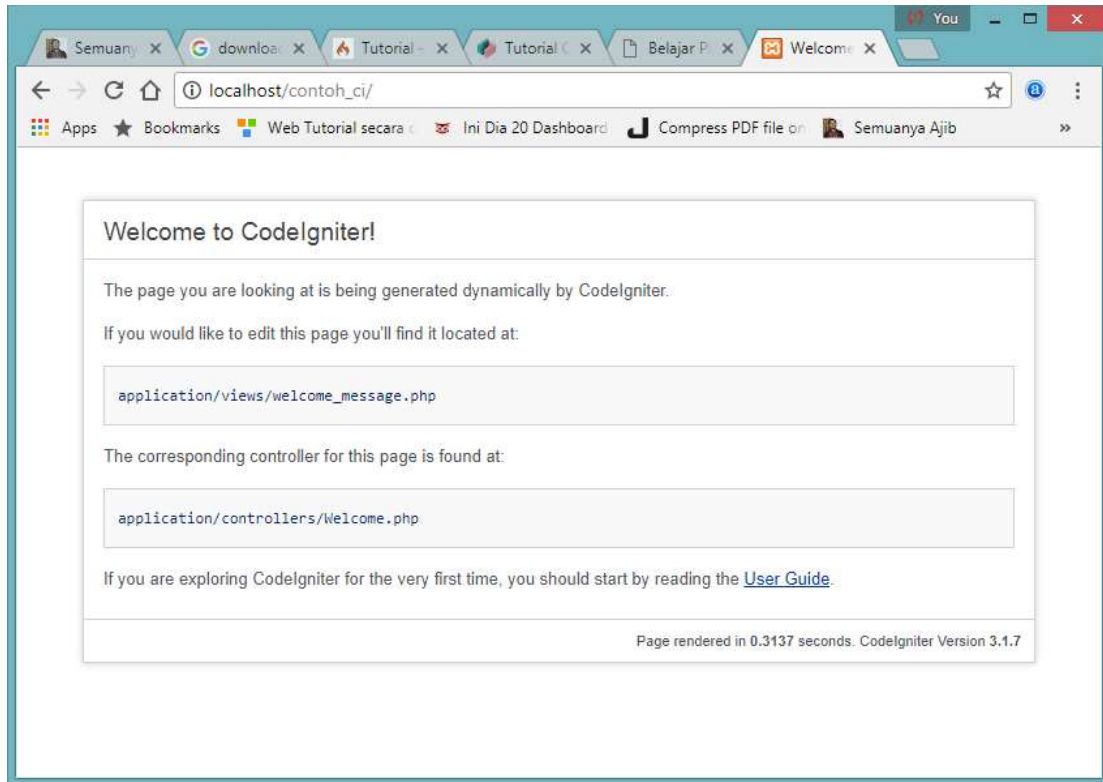 You
Semuany
downloa
Tutorial -
Tutorial C
Belajar P
Welcome
localhost/contoh_ci/
Apps Bookmarks Web Tutorial secara Ini Dia 20 Dashboard Compress PDF file on Semuanya Ajib »
Welcome to CodeIgniter!
The page you are looking at is being generated dynamically by CodeIgniter.
If you would like to edit this page you'll find it located at:
application/views/welcome_message.php
The corresponding controller for this page is found at:
application/controllers/Welcome.php
If you are exploring CodeIgniter for the very first time, you should start by reading the User Guide.
Page rendered in 0.3137 seconds. CodeIgniter Version 3.1.7